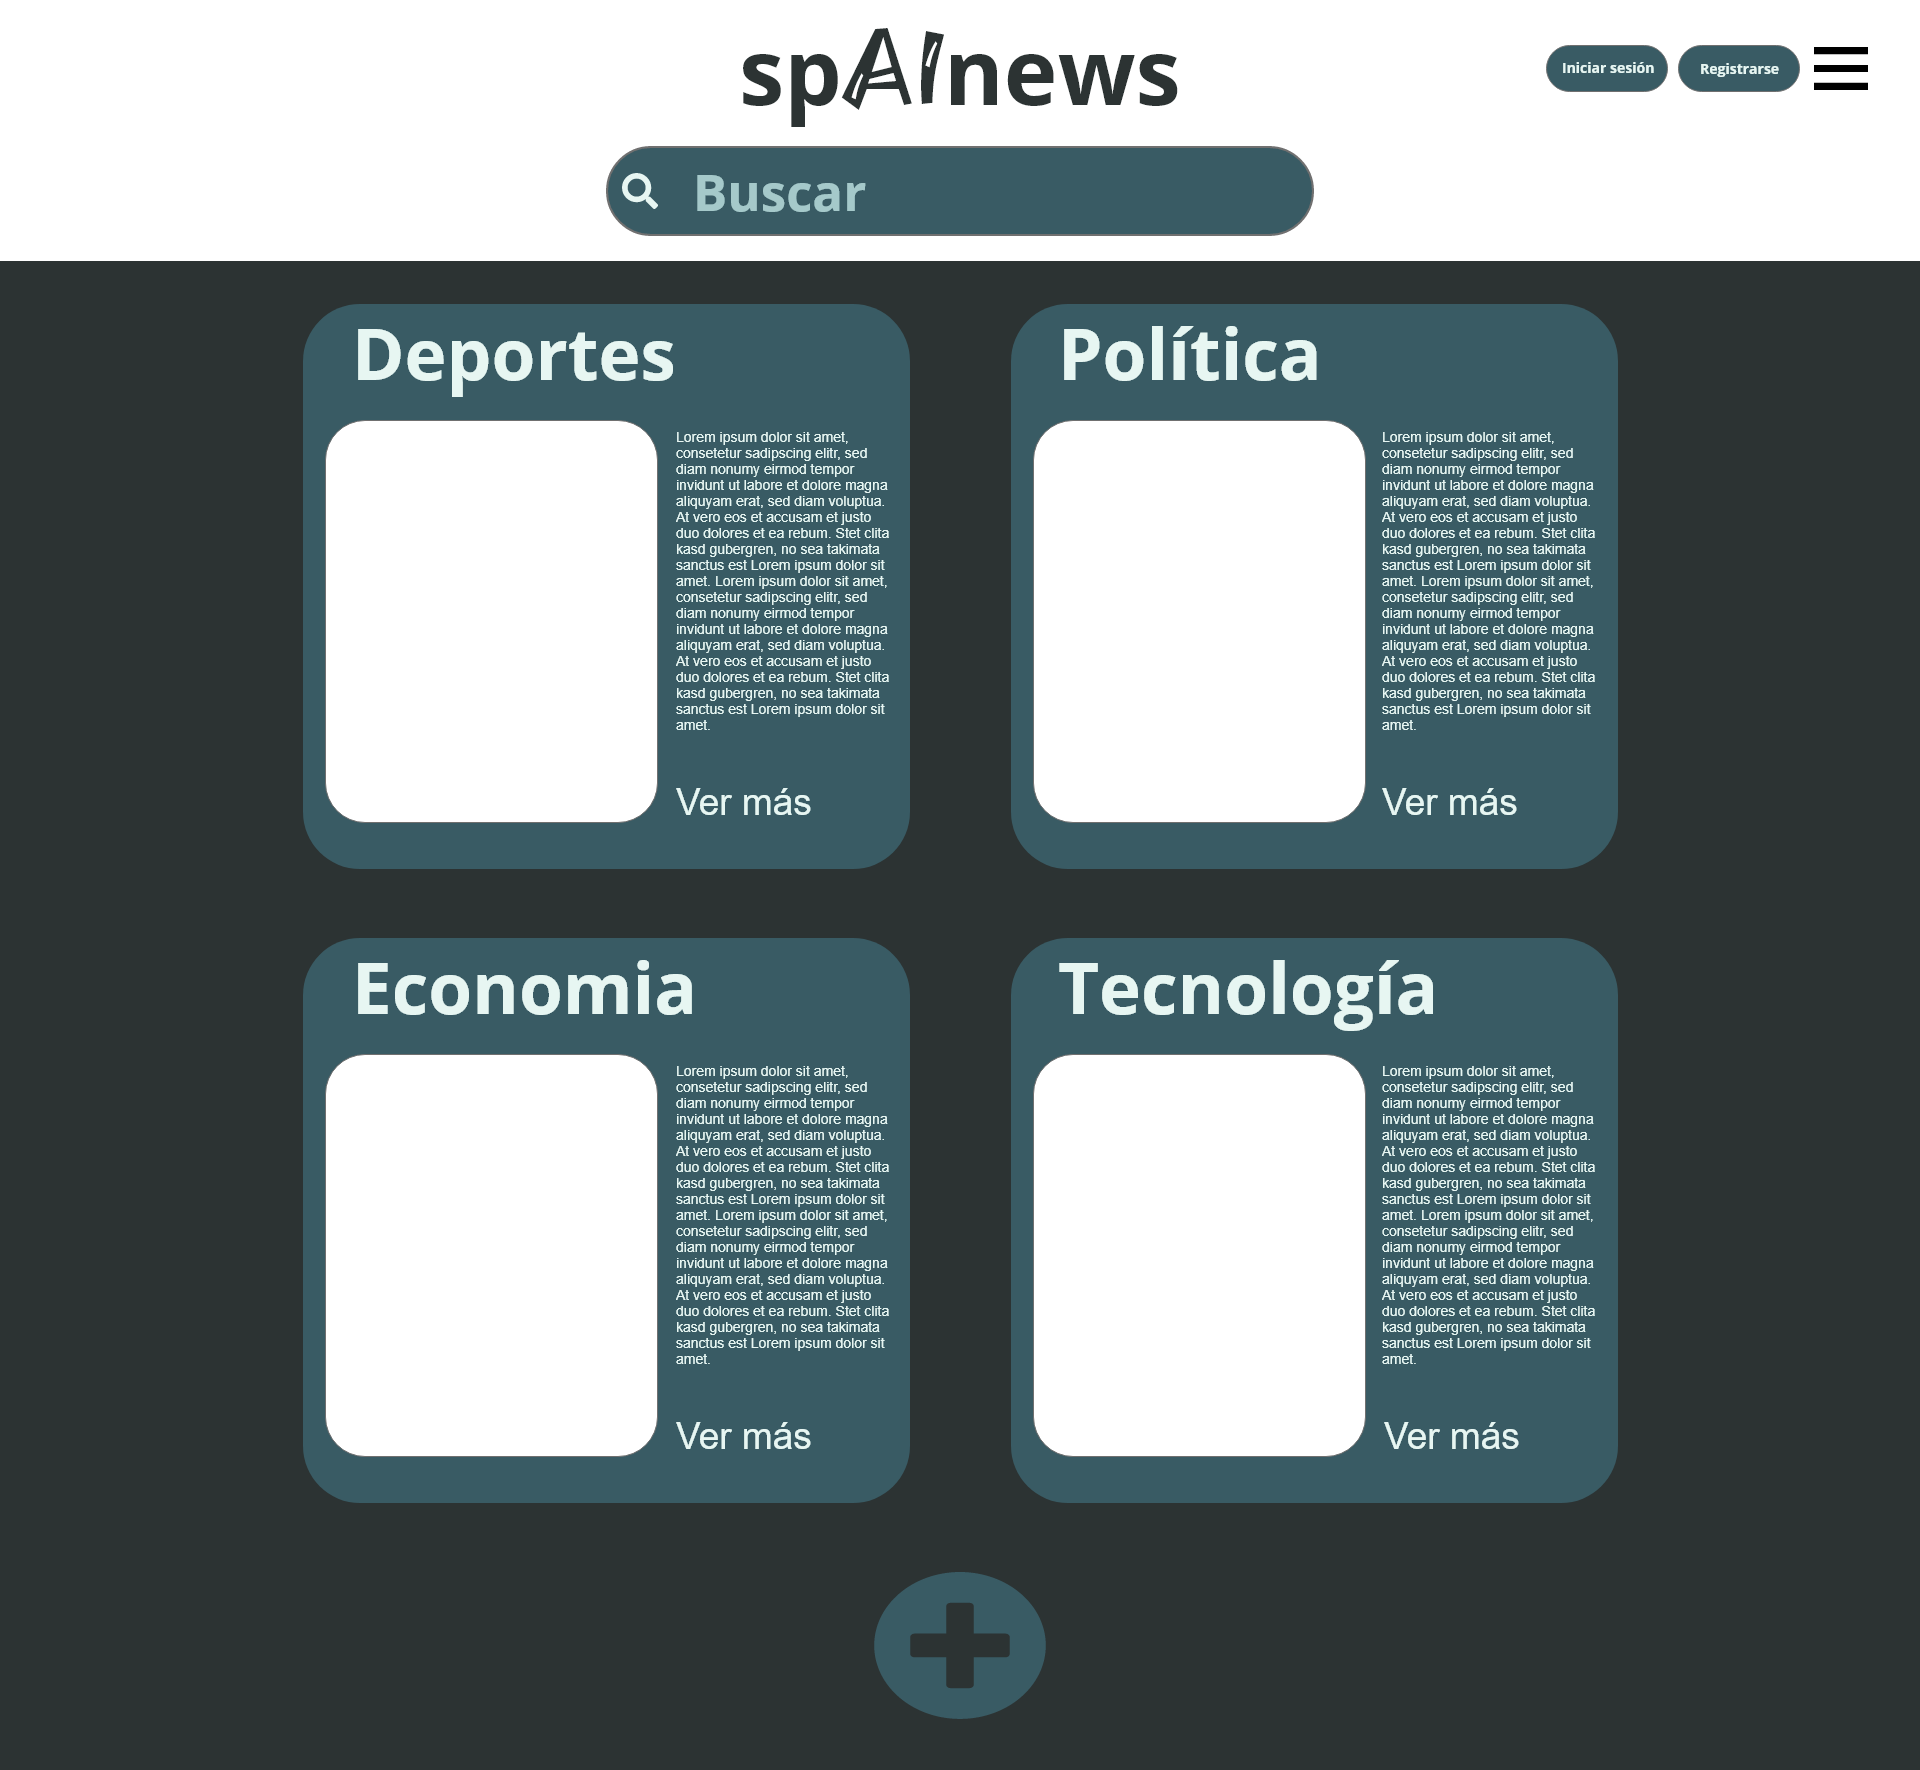 spAInews
Iniciar sesión
Registrarse
Buscar
Deportes
Lorem ipsum dolor sit amet,
consetetur sadipscing elitr, sed
diam nonumy eirmod tempor
invidunt ut labore et dolore magna
aliquyam erat, sed diam voluptua.
At vero eos et accusam et justo
duo dolores et ea rebum. Stet clita
kasd gubergren, no sea takimata
sanctus est Lorem ipsum dolor sit
amet. Lorem ipsum dolor sit amet,
consetetur sadipscing elitr, sed
diam nonumy eirmod tempor
invidunt ut labore et dolore magna
aliquyam erat, sed diam voluptua.
At vero eos et accusam et justo
duo dolores et ea rebum. Stet clita
kasd gubergren, no sea takimata
sanctus est Lorem ipsum dolor sit
amet.
Ver más
Política
Lorem ipsum dolor sit amet,
consetetur sadipscing elitr, sed
diam nonumy eirmod tempor
invidunt ut labore et dolore magna
aliquyam erat, sed diam voluptua.
At vero eos et accusam et justo
duo dolores et ea rebum. Stet clita
kasd gubergren, no sea takimata
sanctus est Lorem ipsum dolor sit
amet. Lorem ipsum dolor sit amet,
consetetur sadipscing elitr, sed
diam nonumy eirmod tempor
invidunt ut labore et dolore magna
aliquyam erat, sed diam voluptua.
At vero eos et accusam et justo
duo dolores et ea rebum. Stet clita
kasd gubergren, no sea takimata
sanctus est Lorem ipsum dolor sit
amet.
Ver más
Economia
Lorem ipsum dolor sit amet,
consetetur sadipscing elitr, sed
diam nonumy eirmod tempor
invidunt ut labore et dolore magna
aliquyam erat, sed diam voluptua.
At vero eos et accusam et justo
duo dolores et ea rebum. Stet clita
kasd gubergren, no sea takimata
sanctus est Lorem ipsum dolor sit
amet. Lorem ipsum dolor sit amet,
consetetur sadipscing elitr, sed
diam nonumy eirmod tempor
invidunt ut labore et dolore magna
aliquyam erat, sed diam voluptua.
At vero eos et accusam et justo
duo dolores et ea rebum. Stet clita
kasd gubergren, no sea takimata
sanctus est Lorem ipsum dolor sit
amet.
Ver más
Tecnología
Lorem ipsum dolor sit amet,
consetetur sadipscing elitr, sed
diam nonumy eirmod tempor
invidunt ut labore et dolore magna
aliquyam erat, sed diam voluptua.
At vero eos et accusam et justo
duo dolores et ea rebum. Stet clita
kasd gubergren, no sea takimata
sanctus est Lorem ipsum dolor sit
amet. Lorem ipsum dolor sit amet,
consetetur sadipscing elitr, sed
diam nonumy eirmod tempor
invidunt ut labore et dolore magna
aliquyam erat, sed diam voluptua.
At vero eos et accusam et justo
duo dolores et ea rebum. Stet clita
kasd gubergren, no sea takimata
sanctus est Lorem ipsum dolor sit
amet.
Ver más